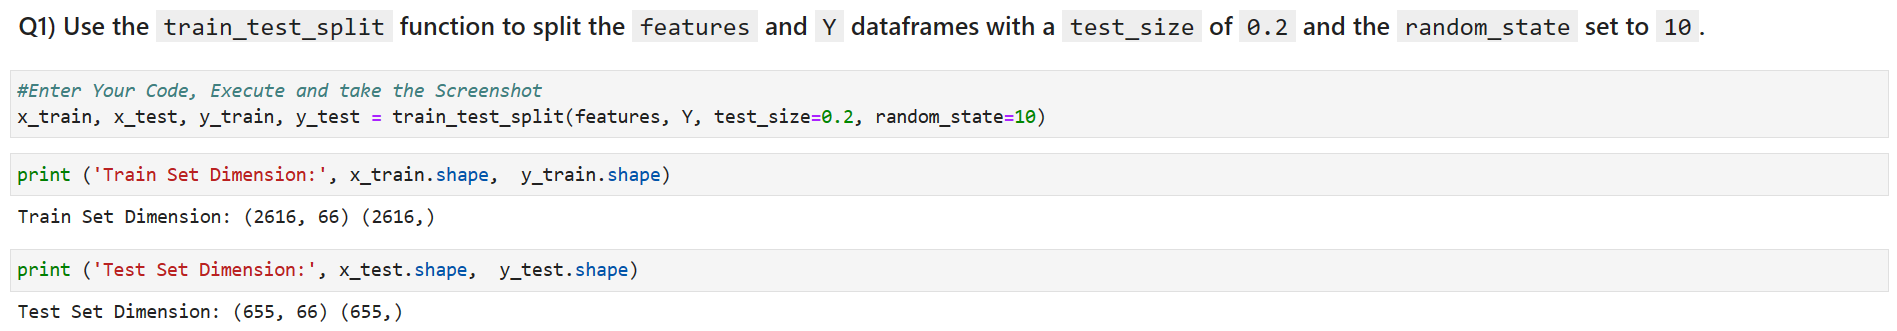 Q1) Use the train_test_split function to split the features and Y dataframes with a test_size of 0.2 and the random_state set to 10.
#Enter Your Code, Execute and take the Screenshot
x_train, x_test, y_train, y_test = train_test_split(features, Y, test_size=0.2, random_state=10)
print ('Train Set Dimension:', x_train.shape,  y_train.shape)
Train Set Dimension: (2616, 66) (2616,)
print ('Test Set Dimension:', x_test.shape,  y_test.shape)
Test Set Dimension: (655, 66) (655,)